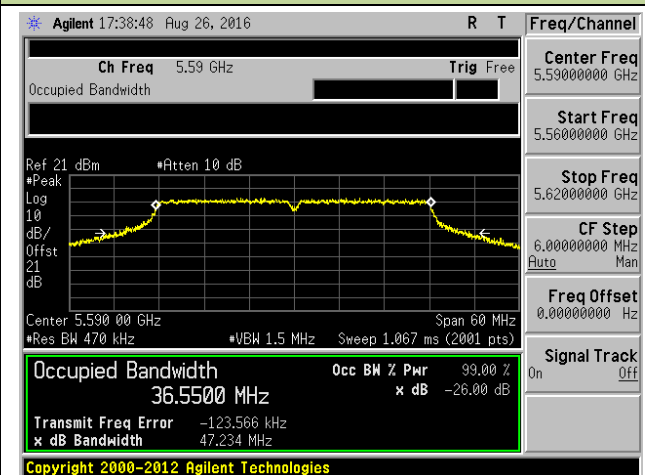 Agilent 17:38:48 Aug 26, 2016 R T Freq/Channel
Ch Freq 5.59 GHz Trig Free
Occupied Bandwidth
Center Freq
5.59000000 GHz
Start Freq
5.56000000 GHz
Stop Freq
5.62000000 GHz
CF Step
6.00000000 MHz
Auto Man
Freq Offset
0.00000000 Hz
Signal Track
On Off
Ref 21 dBm #Atten 10 dB
#Peak
Log
10
dB/
Offst
21
dB
Center 5.590 00 GHz Span 60 MHz
#Res BW 470 kHz #VBW 1.5 MHz Sweep 1.067 ms (2001 pts)
Occupied Bandwidth Occ BW % Pwr 99.00 %
36.5500 MHz x dB -26.00 dB
Transmit Freq Error -123.566 kHz
x dB Bandwidth 47.234 MHz
Copyright 2000-2012 Agilent Technologies